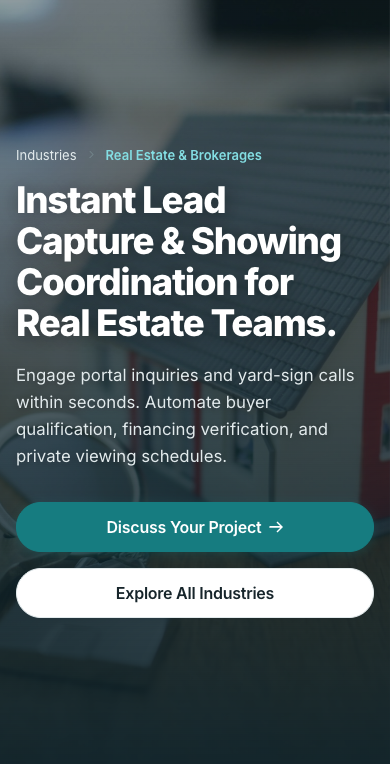 Industries > Real Estate & Brokerages
Instant Lead
Capture & Showing
Coordination for
Real Estate Teams.
Engage portal inquiries and yard-sign calls
within seconds. Automate buyer
qualification, financing verification, and
private viewing schedules.
Discuss Your Project →
Explore All Industries